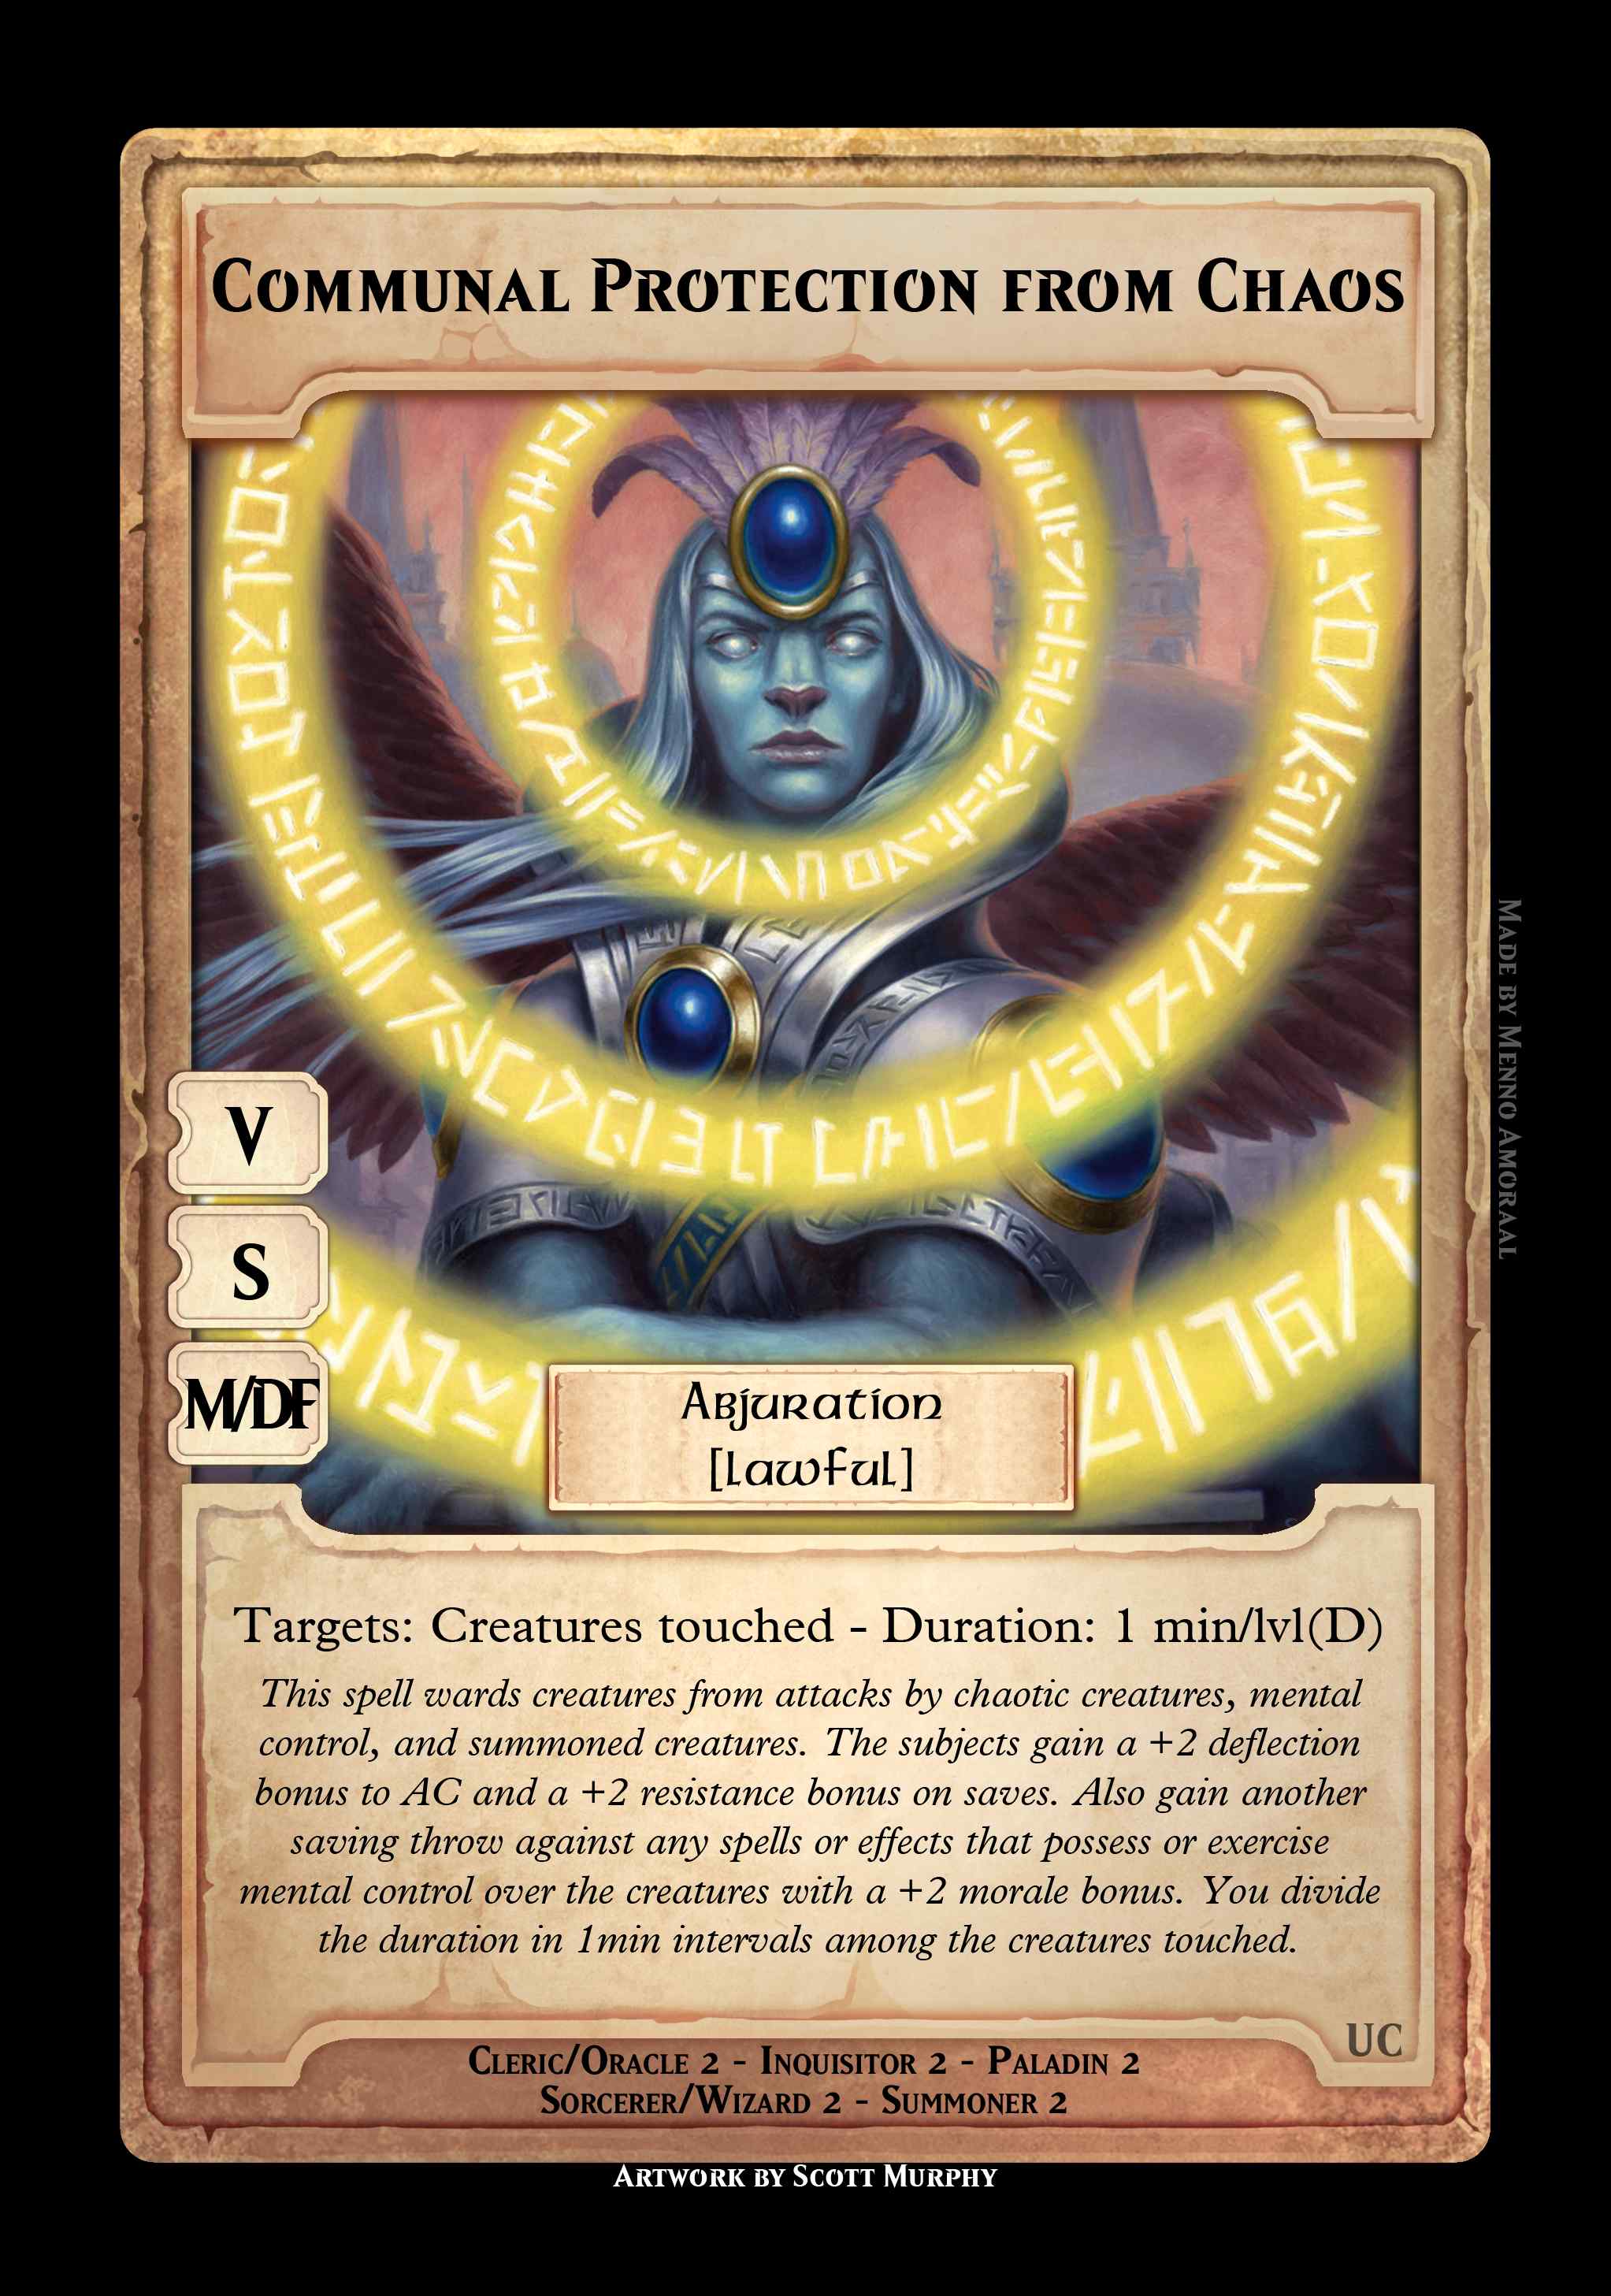 Communal Protection from Chaos
V
S
M/DF
Abjuration
[lawful]
Targets: Creatures touched - Duration: 1 min/lvl(D)
This spell wards creatures from attacks by chaotic creatures, mental
control, and summoned creatures. The subjects gain a +2 deflection
bonus to AC and a +2 resistance bonus on saves. Also gain another
saving throw against any spells or effects that possess or exercise
mental control over the creatures with a +2 morale bonus. You divide
the duration in 1min intervals among the creatures touched.
UC
Cleric/Oracle 2 - Inquisitor 2 - Paladin 2
Sorcerer/Wizard 2 - Summoner 2
Artwork by Scott Murphy
Made by Menno Amoraal